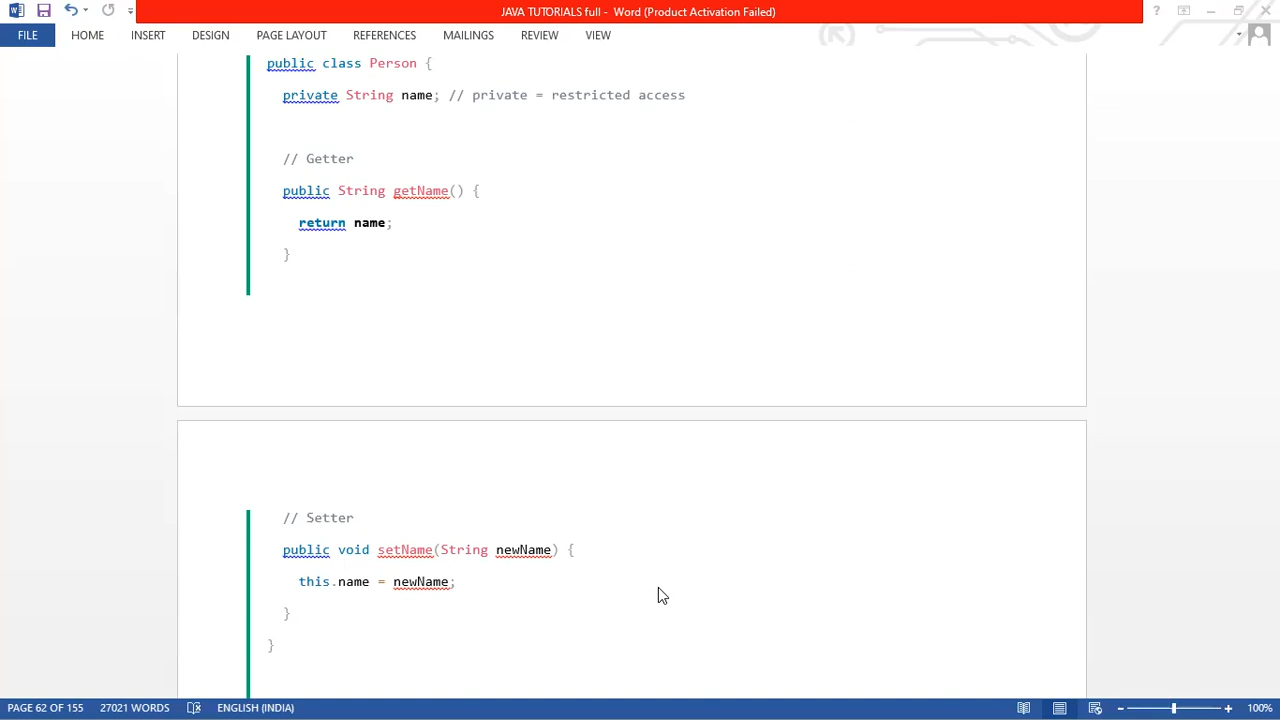 JAVA TUTORIALS full - Word (Product Activation Failed)
FILE HOME INSERT DESIGN PAGE LAYOUT REFERENCES MAILINGS REVIEW VIEW
public class Person {
private String name; // private = restricted access
// Getter
public String getName() {
return name;
}
// Setter
public void setName(String newName) {
this.name = newName;
}
}
PAGE 62 OF 155 27021 WORDS ENGLISH (INDIA) 100%